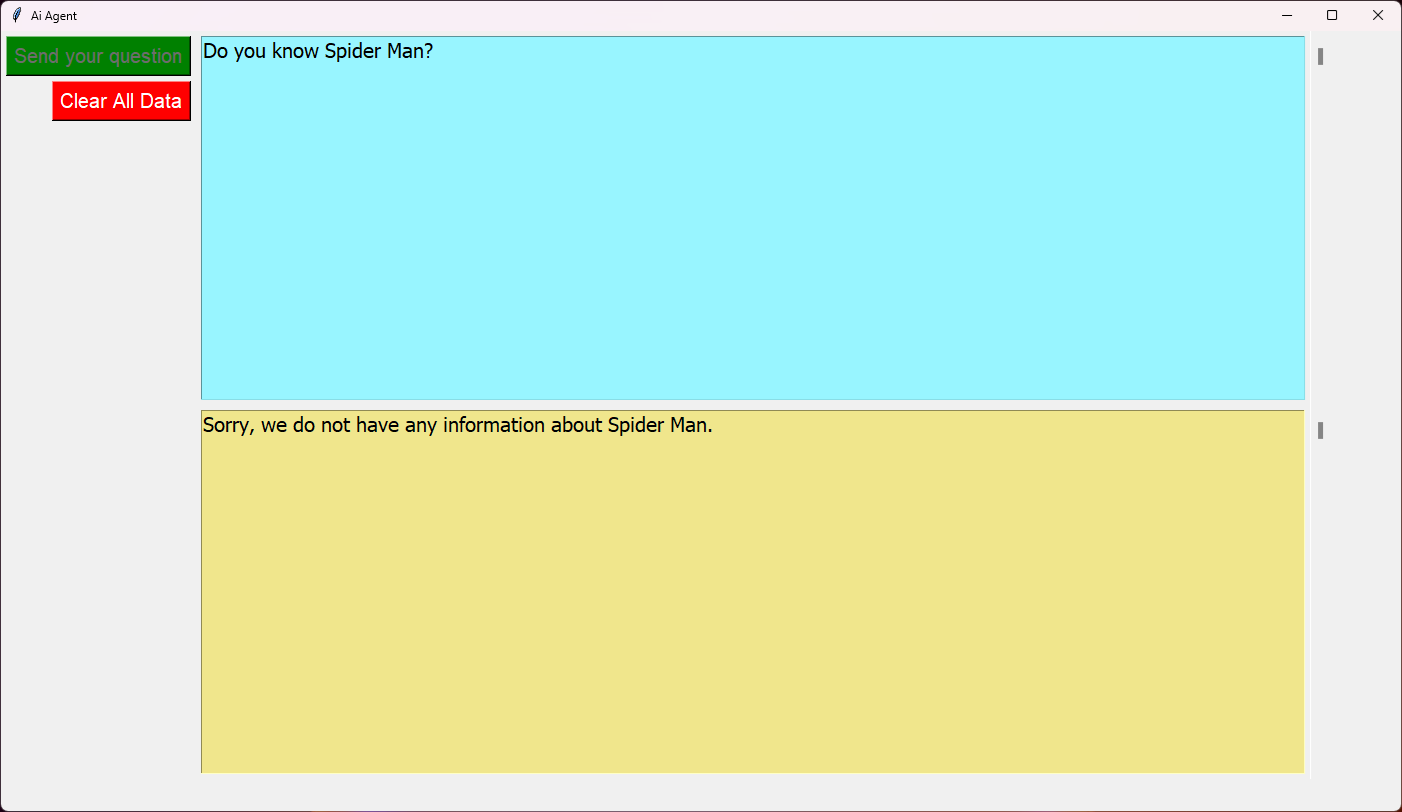 Ai Agent
Send your question
Do you know Spider Man?
Clear All Data
Sorry, we do not have any information about Spider Man.